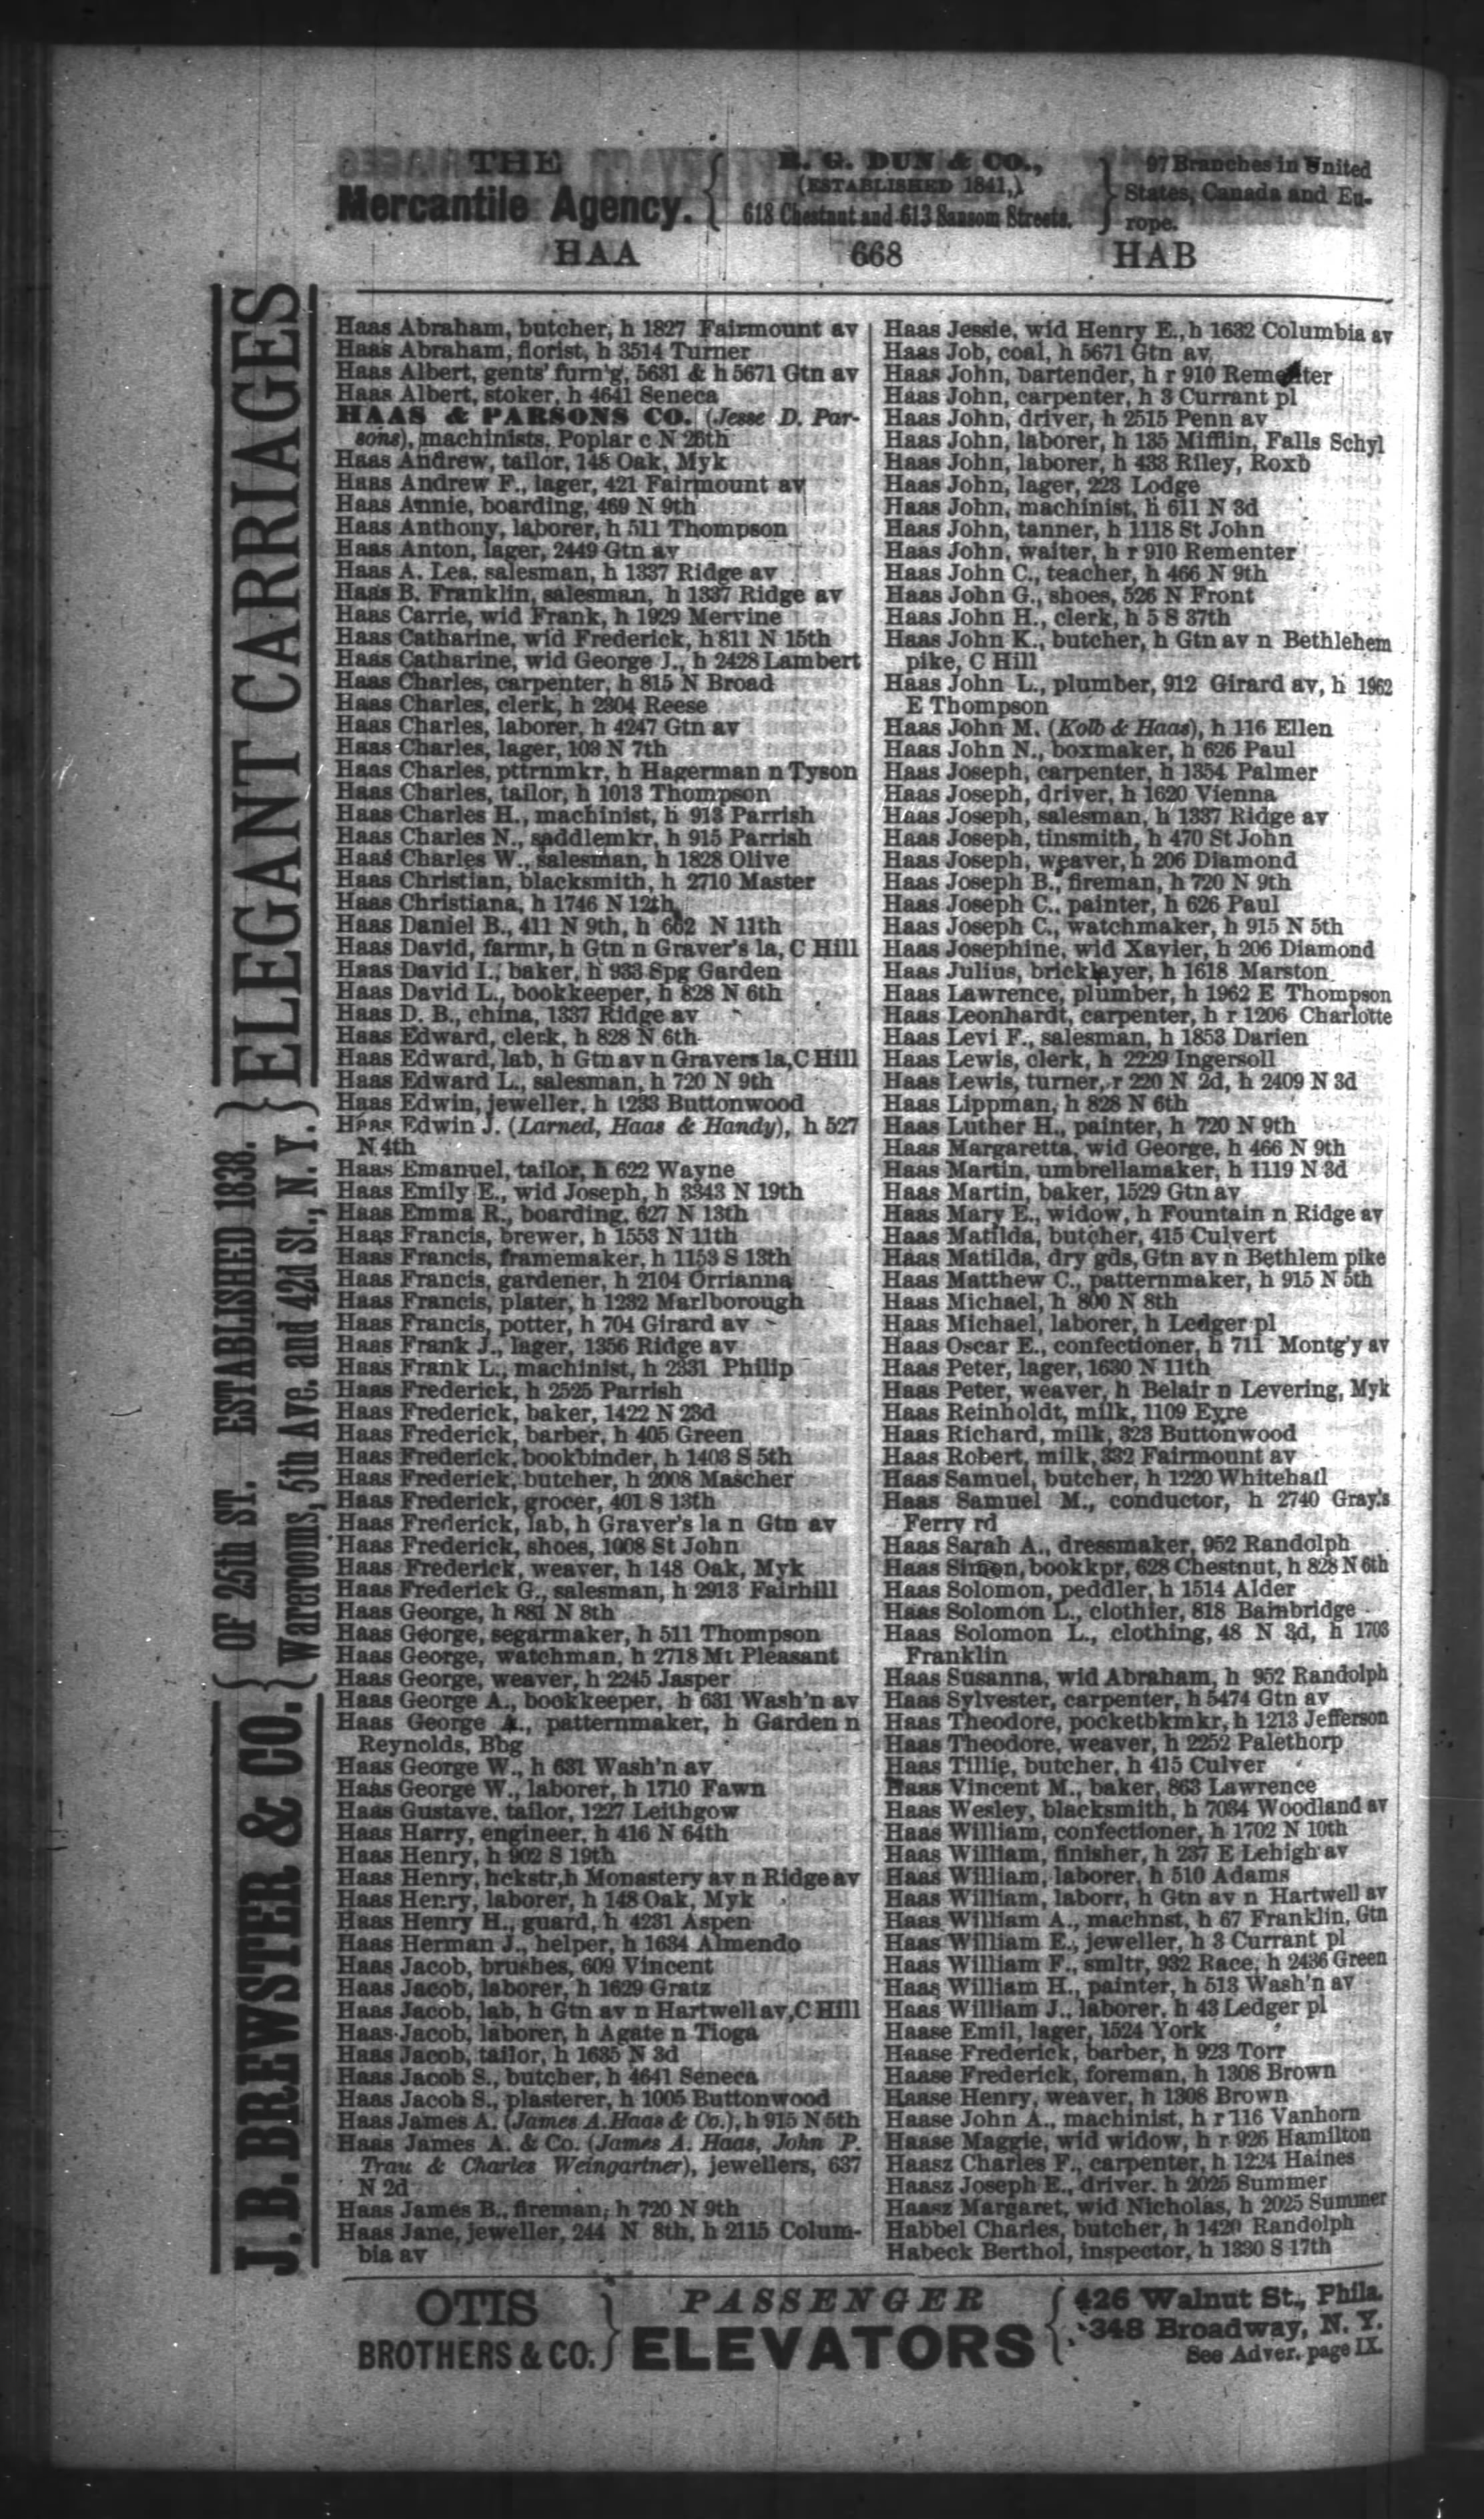 THE
Mercantile Agency.
R. G. DUN & CO.,
(ESTABLISHED 1841,)
618 Chestnut and 613 Sansom Streets.
97 Branches in United
States, Canada and Eu-
rope.
HAA 668 HAB
J. B. BREWSTER & CO.
OF 25th ST. ESTABLISHED 1838.
Warerooms, 5th Ave. and 42d St., N. Y.
ELEGANT CARRIAGES
Haas Abraham, butcher, h 1827 Fairmount av
Haas Abraham, florist, h 3514 Turner
Haas Albert, gents' furn'g, 5631 & h 5671 Gtn av
Haas Albert, stoker, h 4641 Seneca
HAAS & PARSONS CO. (Jesse D. Par-
sons), machinists, Poplar c N 26th
Haas Andrew, tailor, 148 Oak, Myk
Haas Andrew F., lager, 421 Fairmount av
Haas Annie, boarding, 469 N 9th
Haas Anthony, laborer, h 511 Thompson
Haas Anton, lager, 2449 Gtn av
Haas A. Lea, salesman, h 1337 Ridge av
Haas B. Franklin, salesman, h 1337 Ridge av
Haas Carrie, wid Frank, h 1929 Mervine
Haas Catharine, wid Frederick, h 811 N 15th
Haas Catharine, wid George J., h 2428 Lambert
Haas Charles, carpenter, h 815 N Broad
Haas Charles, clerk, h 2304 Reese
Haas Charles, laborer, h 4247 Gtn av
Haas Charles, lager, 103 N 7th
Haas Charles, pttrnmkr, h Hagerman n Tyson
Haas Charles, tailor, h 1013 Thompson
Haas Charles H., machinist, h 913 Parrish
Haas Charles N., saddlemkr, h 915 Parrish
Haas Charles W., salesman, h 1828 Olive
Haas Christian, blacksmith, h 2710 Master
Haas Christiana, h 1746 N 12th
Haas Daniel B., 411 N 9th, h 662 N 11th
Haas David, farmr, h Gtn n Graver's la, C Hill
Haas David I., baker, h 933 Spg Garden
Haas David L., bookkeeper, h 828 N 6th
Haas D. B., china, 1337 Ridge av
Haas Edward, clerk, h 828 N 6th
Haas Edward, lab, h Gtn av n Gravers la, C Hill
Haas Edward L., salesman, h 720 N 9th
Haas Edwin, jeweller, h 1233 Buttonwood
Haas Edwin J. (Larned, Haas & Handy), h 527
N 4th
Haas Emanuel, tailor, h 622 Wayne
Haas Emily E., wid Joseph, h 3343 N 19th
Haas Emma R., boarding, 627 N 13th
Haas Francis, brewer, h 1553 N 11th
Haas Francis, framemaker, h 1153 S 13th
Haas Francis, gardener, h 2104 Orrianna
Haas Francis, plater, h 1232 Marlborough
Haas Francis, potter, h 704 Girard av
Haas Frank J., lager, 1356 Ridge av
Haas Frank L., machinist, h 2331 Philip
Haas Frederick, h 2525 Parrish
Haas Frederick, baker, 1422 N 23d
Haas Frederick, barber, h 405 Green
Haas Frederick, bookbinder, h 1403 S 5th
Haas Frederick, butcher, h 2008 Mascher
Haas Frederick, grocer, 401 S 13th
Haas Frederick, lab, h Graver's la n Gtn av
Haas Frederick, shoes, 1008 St John
Haas Frederick, weaver, h 148 Oak, Myk
Haas Frederick G., salesman, h 2913 Fairhill
Haas George, h 881 N 8th
Haas George, segarmaker, h 511 Thompson
Haas George, watchman, h 2718 Mt Pleasant
Haas George, weaver, h 2245 Jasper
Haas George A., bookkeeper, h 631 Wash'n av
Haas George A., patternmaker, h Garden n
Reynolds, Bbg
Haas George W., h 631 Wash'n av
Haas George W., laborer, h 1710 Fawn
Haas Gustave, tailor, 1227 Leithgow
Haas Harry, engineer, h 416 N 64th
Haas Henry, h 902 S 19th
Haas Henry, hckstr, h Monastery av n Ridge av
Haas Henry, laborer, h 148 Oak, Myk
Haas Henry H., guard, h 4231 Aspen
Haas Herman J., helper, h 1634 Almendo
Haas Jacob, brushes, 609 Vincent
Haas Jacob, laborer, h 1629 Gratz
Haas Jacob, lab, h Gtn av n Hartwell av, C Hill
Haas Jacob, laborer, h Agate n Tioga
Haas Jacob, tailor, h 1635 N 3d
Haas Jacob S., butcher, h 4641 Seneca
Haas Jacob S., plasterer, h 1005 Buttonwood
Haas James A. (James A. Haas & Co.), h 915 N 5th
Haas James A. & Co. (James A. Haas, John P.
Trau & Charles Weingartner), jewellers, 637
N 2d
Haas James B., fireman, h 720 N 9th
Haas Jane, jeweller, 244 N 8th, h 2115 Colum-
bia av
Haas Jessie, wid Henry E., h 1632 Columbia av
Haas Job, coal, h 5671 Gtn av
Haas John, bartender, h r 910 Rementer
Haas John, carpenter, h 3 Currant pl
Haas John, driver, h 2515 Penn av
Haas John, laborer, h 135 Mifflin, Falls Schyl
Haas John, laborer, h 433 Riley, Roxb
Haas John, lager, 223 Lodge
Haas John, machinist, h 611 N 3d
Haas John, tanner, h 1118 St John
Haas John, waiter, h r 910 Rementer
Haas John C., teacher, h 466 N 9th
Haas John G., shoes, 526 N Front
Haas John H., clerk, h 5 S 37th
Haas John K., butcher, h Gtn av n Bethlehem
pike, C Hill
Haas John L., plumber, 912 Girard av, h 1962
E Thompson
Haas John M. (Kolb & Haas), h 116 Ellen
Haas John N., boxmaker, h 626 Paul
Haas Joseph, carpenter, h 1354 Palmer
Haas Joseph, driver, h 1620 Vienna
Haas Joseph, salesman, h 1337 Ridge av
Haas Joseph, tinsmith, h 470 St John
Haas Joseph, weaver, h 206 Diamond
Haas Joseph B., fireman, h 720 N 9th
Haas Joseph C., painter, h 626 Paul
Haas Joseph C., watchmaker, h 915 N 5th
Haas Josephine, wid Xavier, h 206 Diamond
Haas Julius, bricklayer, h 1618 Marston
Haas Lawrence, plumber, h 1962 E Thompson
Haas Leonhardt, carpenter, h r 1206 Charlotte
Haas Levi F., salesman, h 1853 Darien
Haas Lewis, clerk, h 2229 Ingersoll
Haas Lewis, turner, r 220 N 2d, h 2409 N 3d
Haas Lippman, h 828 N 6th
Haas Luther H., painter, h 720 N 9th
Haas Margaretta, wid George, h 466 N 9th
Haas Martin, umbrellamaker, h 1119 N 3d
Haas Martin, baker, 1529 Gtn av
Haas Mary E., widow, h Fountain n Ridge av
Haas Matilda, butcher, 415 Culvert
Haas Matilda, dry gds, Gtn av n Bethlem pike
Haas Matthew C., patternmaker, h 915 N 5th
Haas Michael, h 800 N 8th
Haas Michael, laborer, h Ledger pl
Haas Oscar E., confectioner, h 711 Montg'y av
Haas Peter, lager, 1630 N 11th
Haas Peter, weaver, h Belair n Levering, Myk
Haas Reinholdt, milk, 1109 Eyre
Haas Richard, milk, 323 Buttonwood
Haas Robert, milk, 332 Fairmount av
Haas Samuel, butcher, h 1220 Whitehall
Haas Samuel M., conductor, h 2740 Gray's
Ferry rd
Haas Sarah A., dressmaker, 952 Randolph
Haas Simon, bookkpr, 628 Chestnut, h 828 N 6th
Haas Solomon, peddler, h 1514 Alder
Haas Solomon L., clothier, 818 Bainbridge
Haas Solomon L., clothing, 48 N 3d, h 1703
Franklin
Haas Susanna, wid Abraham, h 952 Randolph
Haas Sylvester, carpenter, h 5474 Gtn av
Haas Theodore, pocketbkmkr, h 1213 Jefferson
Haas Theodore, weaver, h 2252 Palethorp
Haas Tillie, butcher, h 415 Culver
Haas Vincent M., baker, 863 Lawrence
Haas Wesley, blacksmith, h 7034 Woodland av
Haas William, confectioner, h 1702 N 10th
Haas William, finisher, h 237 E Lehigh av
Haas William, laborer, h 510 Adams
Haas William, laborr, h Gtn av n Hartwell av
Haas William A., machnst, h 67 Franklin, Gtn
Haas William E., jeweller, h 3 Currant pl
Haas William F., smltr, 932 Race, h 2436 Green
Haas William H., painter, h 513 Wash'n av
Haas William J., laborer, h 43 Ledger pl
Haase Emil, lager, 1524 York
Haase Frederick, barber, h 923 Torr
Haase Frederick, foreman, h 1308 Brown
Haase Henry, weaver, h 1308 Brown
Haase John A., machinist, h r 116 Vanhorn
Haase Maggie, wid widow, h r 926 Hamilton
Haasz Charles F., carpenter, h 1224 Haines
Haasz Joseph E., driver, h 2025 Summer
Haasz Margaret, wid Nicholas, h 2025 Summer
Habbel Charles, butcher, h 1420 Randolph
Habeck Berthol, inspector, h 1330 S 17th
OTIS
BROTHERS & CO.
PASSENGER
ELEVATORS
426 Walnut St., Phila.
348 Broadway, N. Y.
See Adver. page IX.